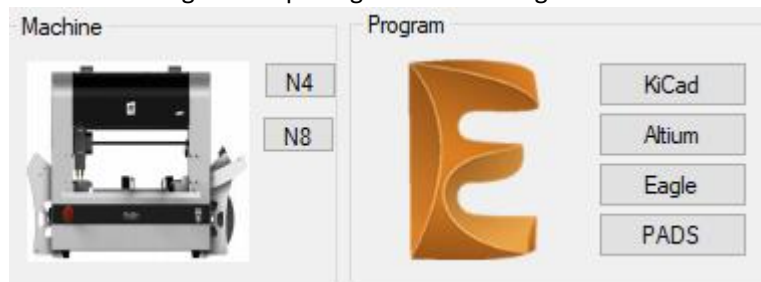 Machine
Program
N4
N8
KiCad
Altium
Eagle
PADS